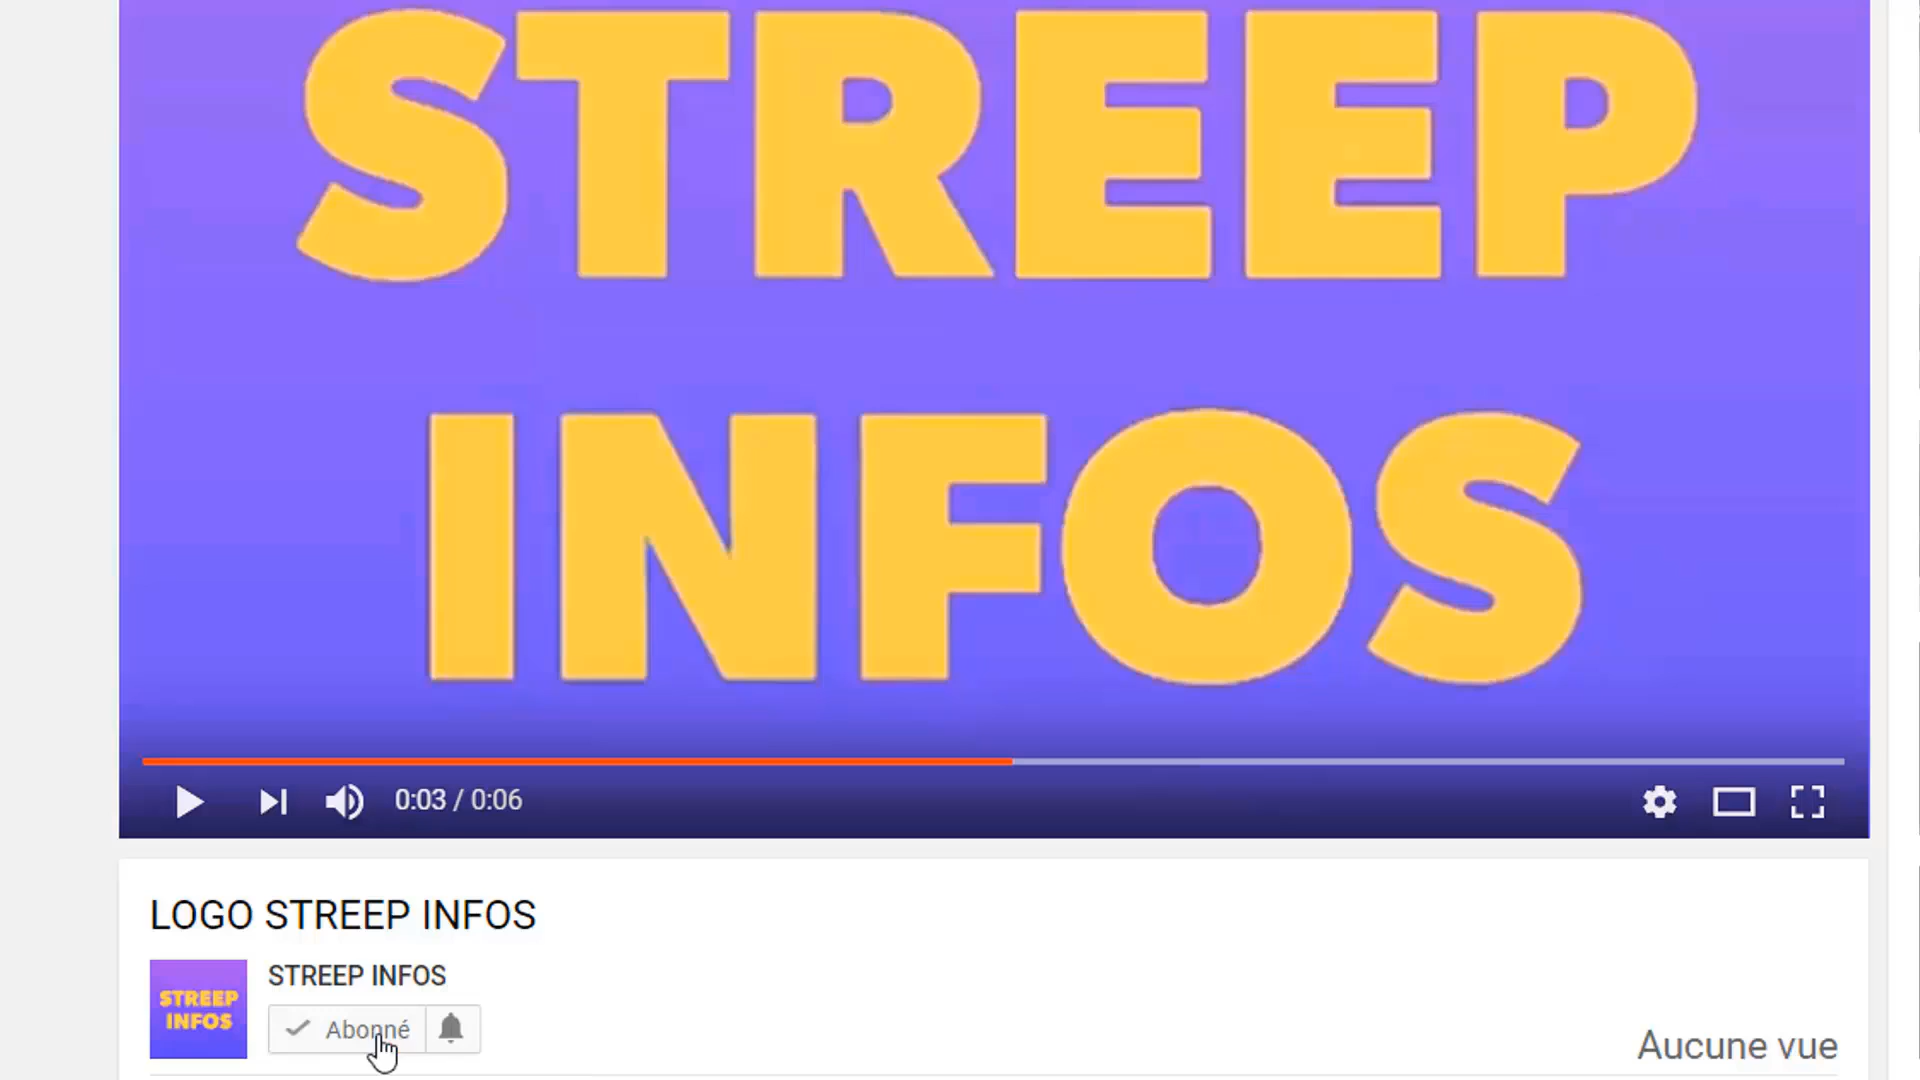 STREEP
INFOS
0:03 / 0:06
LOGO STREEP INFOS
STREEP INFOS
STREEP
INFOS
Abonné
Aucune vue